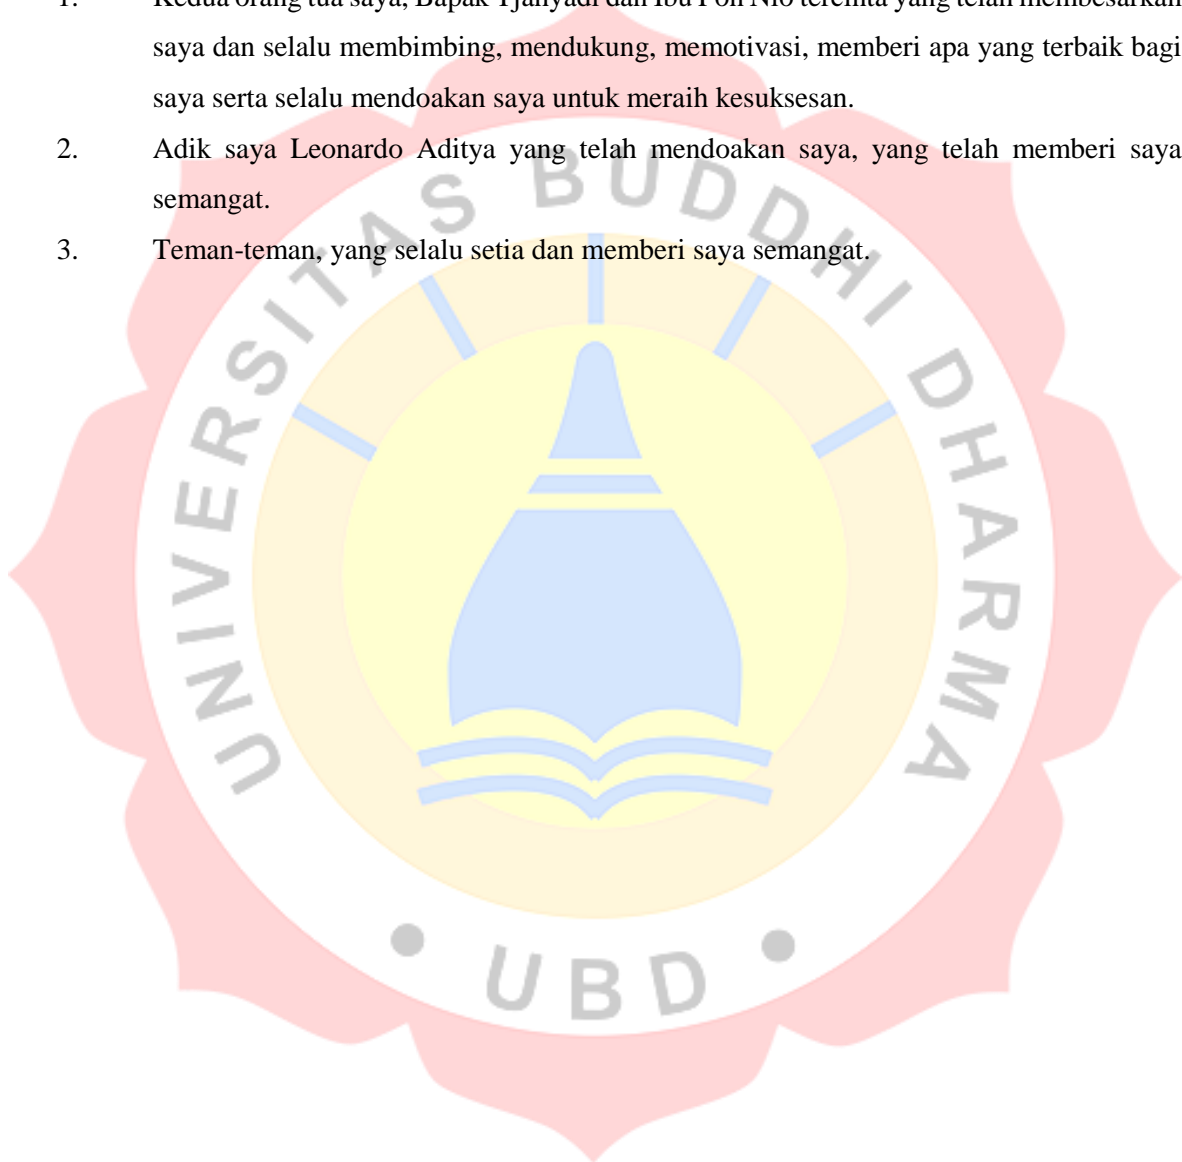 1. Kedua orang tua saya, Bapak Tjahyadi dan Ibu Poh Nio tercinta yang telah membesarkan
saya dan selalu membimbing, mendukung, memotivasi, memberi apa yang terbaik bagi
saya serta selalu mendoakan saya untuk meraih kesuksesan.
2. Adik saya Leonardo Aditya yang telah mendoakan saya, yang telah memberi saya
semangat.
3. Teman-teman, yang selalu setia dan memberi saya semangat.
UNIVERSITAS BUDDHI DHARMA
• UBD •